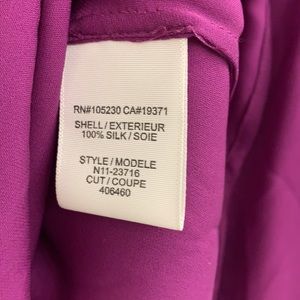 RN#105230 CA#19371
SHELL/EXTERIEUR
100% SILK/SOIE
STYLE/MODELE
N11-23716
CUT/COUPE
406460